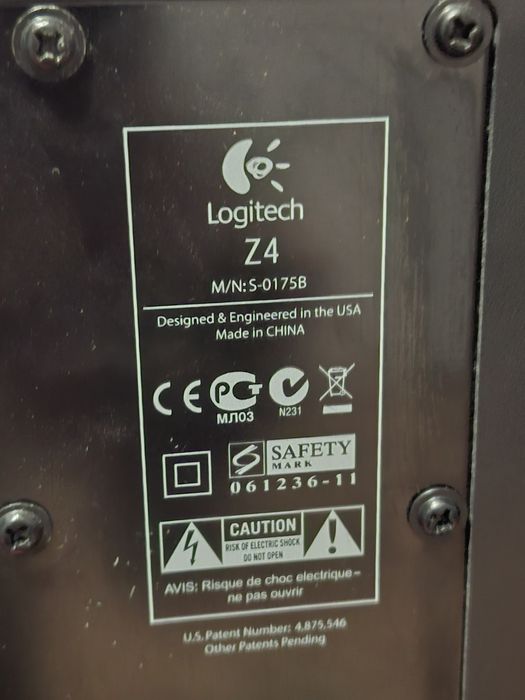 Logitech
Z4
M/N: S-0175B
Designed & Engineered in the USA
Made in CHINA
CE PCT
МЛ03 N231
SAFETY
MARK
061236-11
CAUTION
RISK OF ELECTRIC SHOCK
DO NOT OPEN
AVIS: Risque de choc electrique–
ne pas ouvrir
U.S. Patent Number: 4,875,546
Other Patents Pending